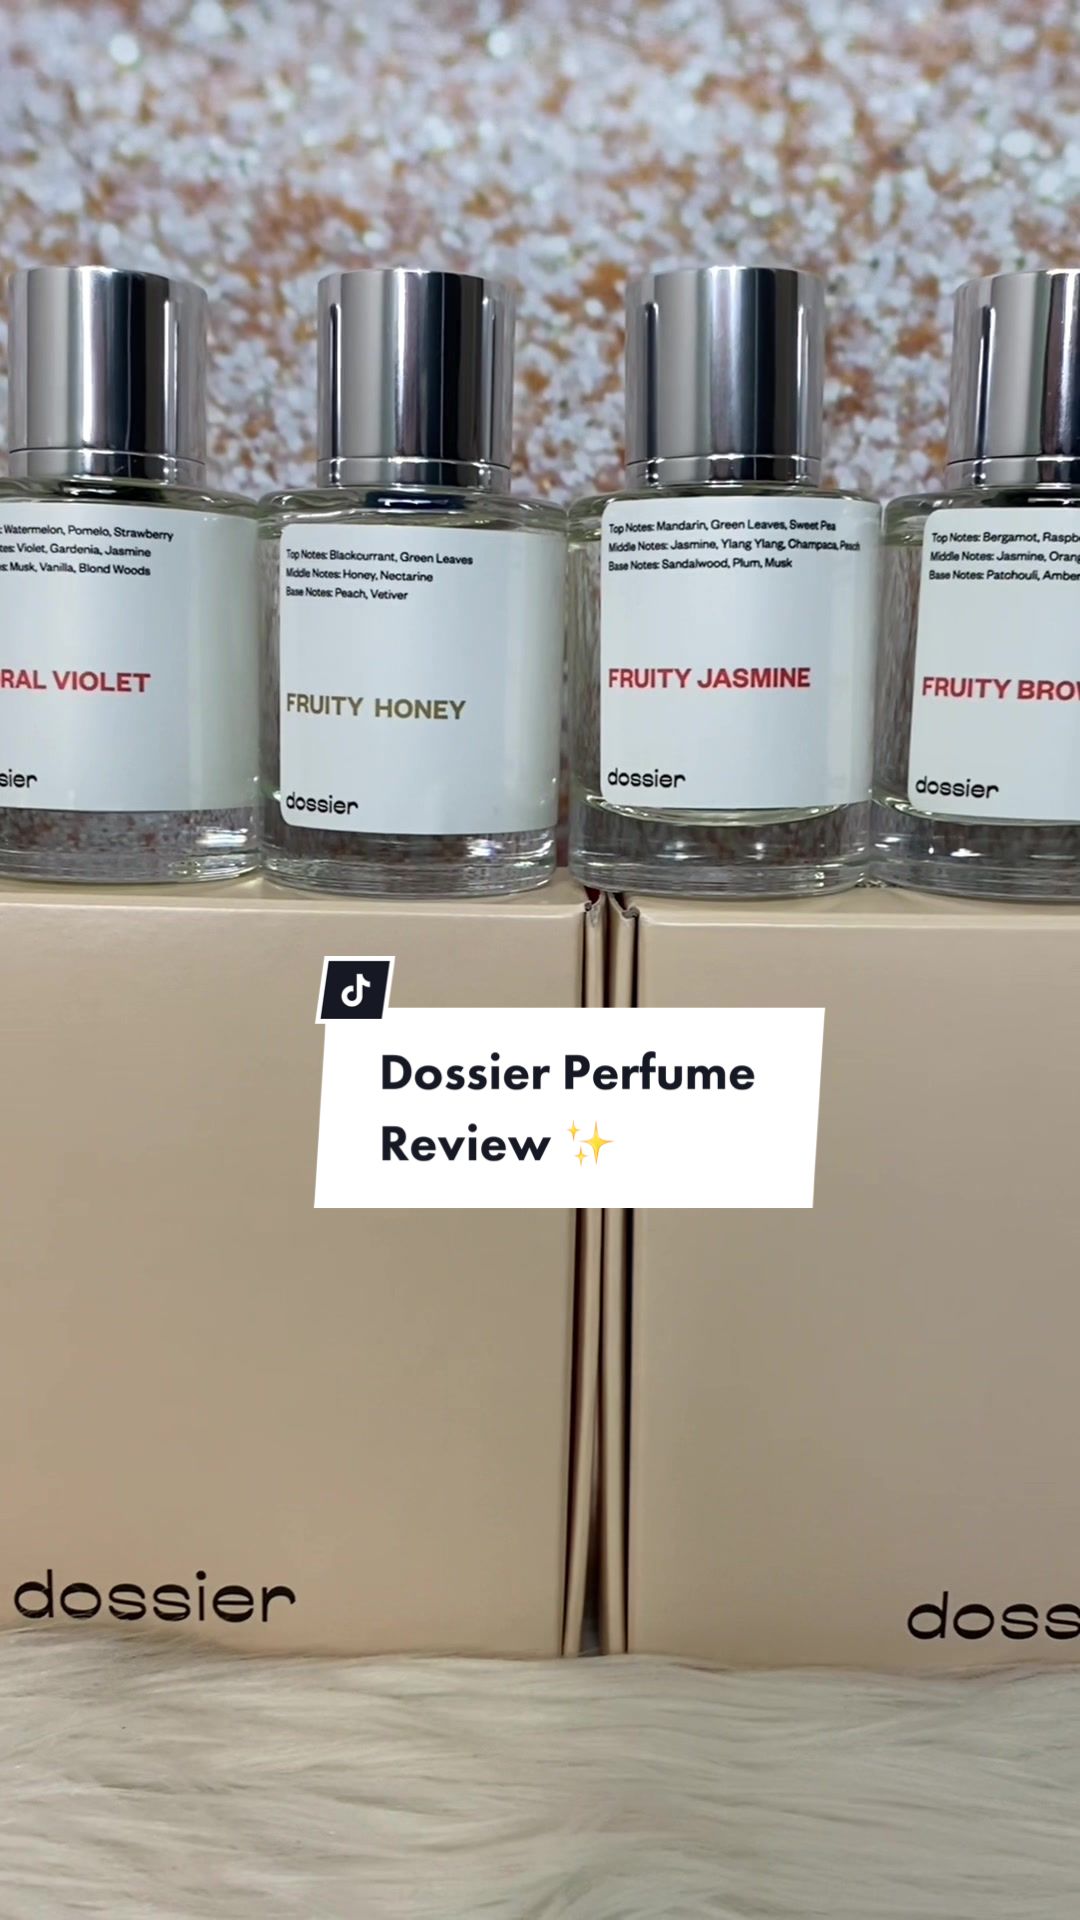 Watermelon, Pomelo, Strawberry
Violet, Gardenia, Jasmine
Musk, Vanilla, Blond Woods
VIOLET
Top Notes: Blackcurrant, Green Leaves
Middle Notes: Honey, Nectarine
Base Notes: Peach, Vetiver
FRUITY HONEY
dossier
Top Notes: Mandarin, Green Leaves, Sweet Pea
Middle Notes: Jasmine, Ylang Ylang, Champaca, Peach
Base Notes: Sandalwood, Plum, Musk
FRUITY JASMINE
dossier
Top Notes: Bergamot,
Middle Notes: Jasmine,
Base Notes: Patchouli, Amber
FRUITY
dossier
Dossier Perfume
Review ✨
dossier